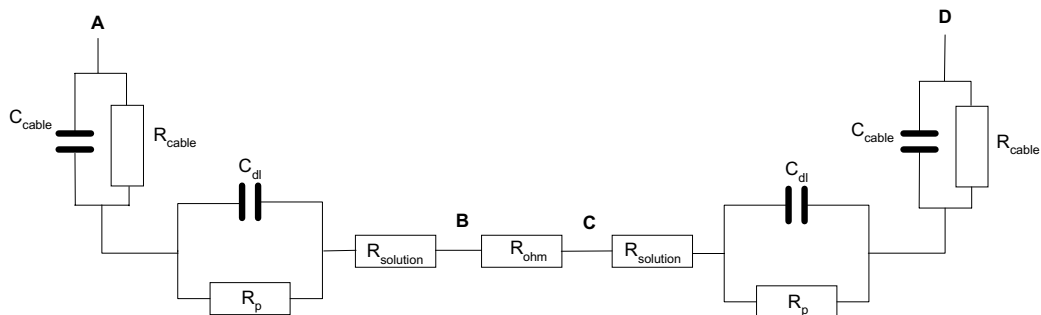 A
D
C_cable
R_cable
C_cable
R_cable
C_dl
C_dl
B
C
R_solution
R_ohm
R_solution
R_p
R_p